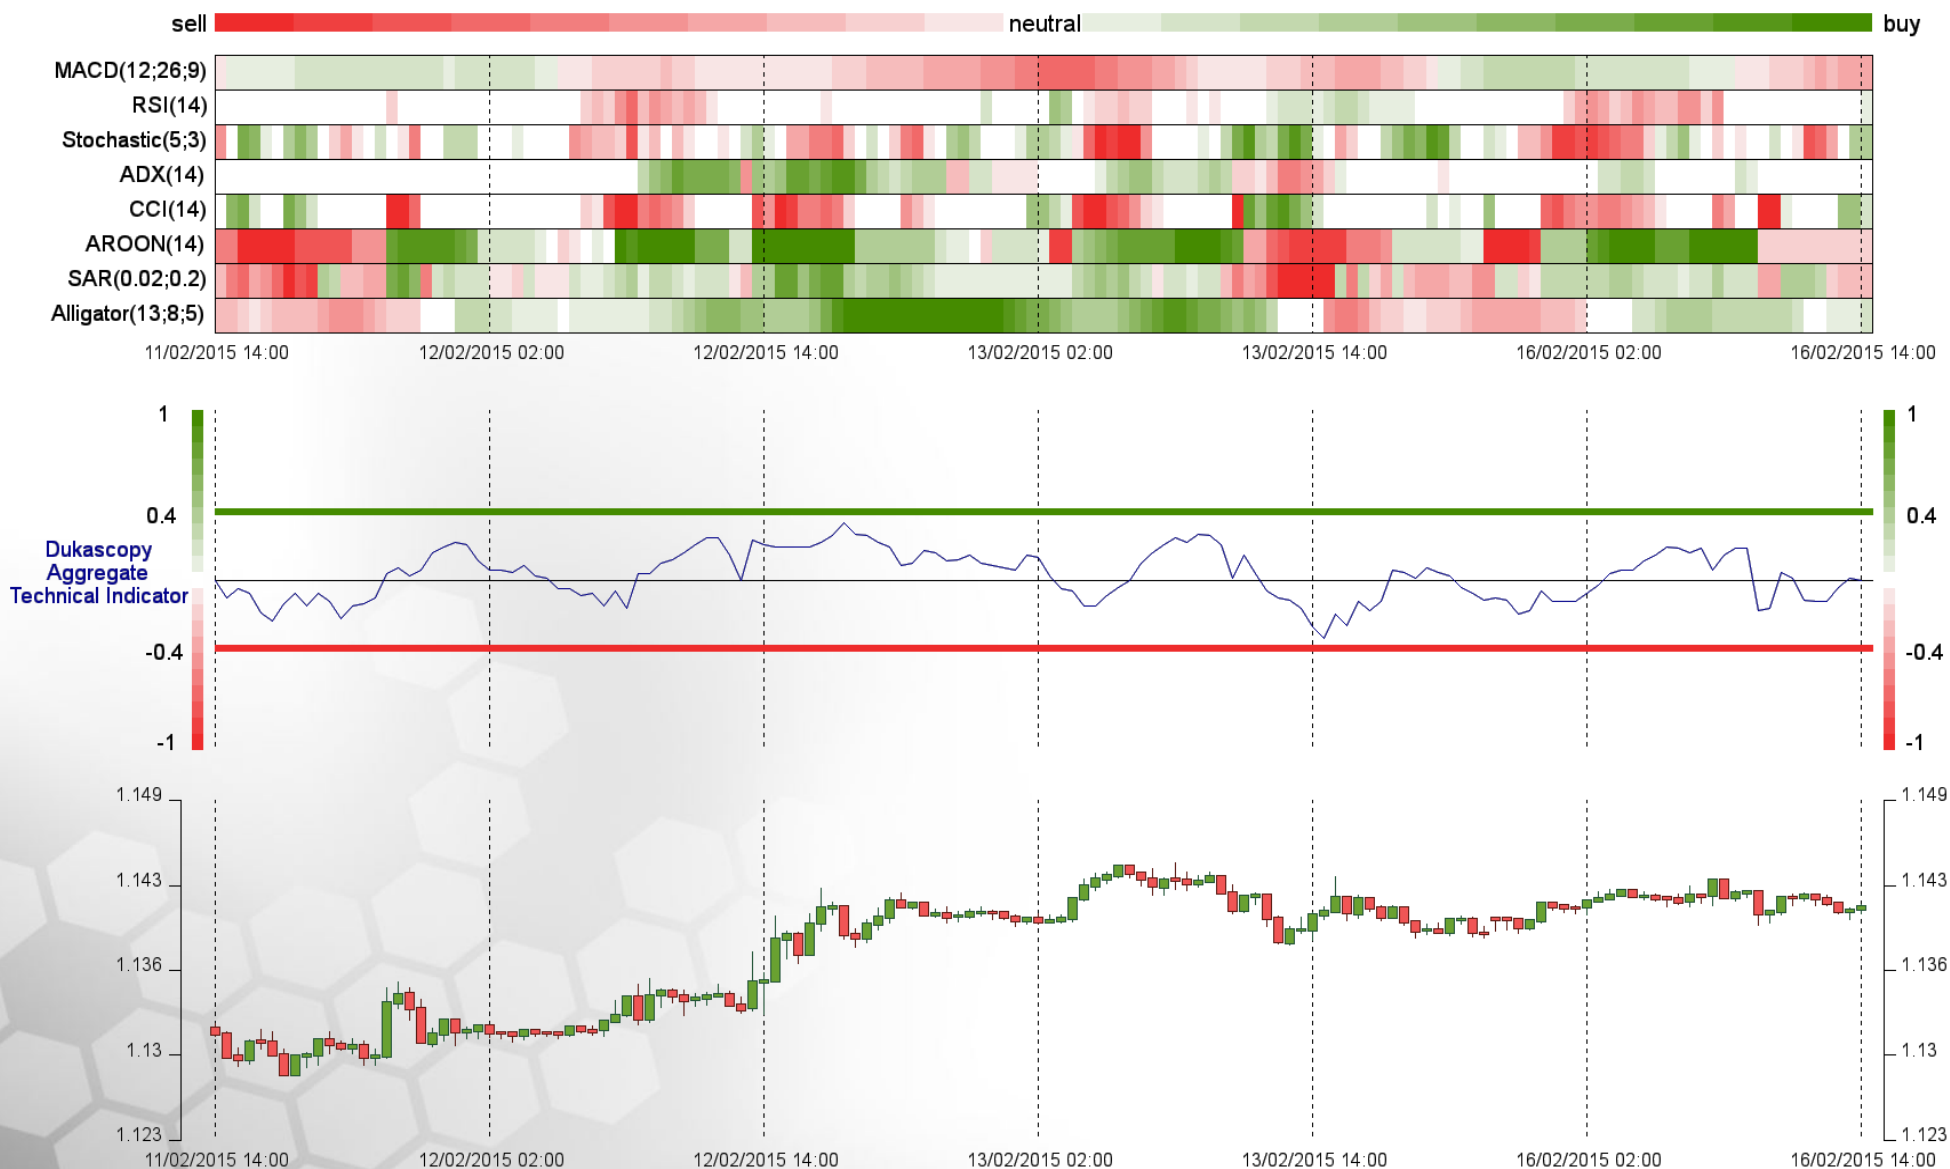 sell neutral buy
MACD(12;26;9)
RSI(14)
Stochastic(5;3)
ADX(14)
CCI(14)
AROON(14)
SAR(0.02;0.2)
Alligator(13;8;5)
11/02/2015 14:00 12/02/2015 02:00 12/02/2015 14:00 13/02/2015 02:00 13/02/2015 14:00 16/02/2015 02:00 16/02/2015 14:00
1 1
0.4 0.4
Dukascopy
Aggregate
Technical Indicator
-0.4 -0.4
-1 -1
1.149 1.149
1.143 1.143
1.136 1.136
1.13 1.13
1.123 1.123
11/02/2015 14:00 12/02/2015 02:00 12/02/2015 14:00 13/02/2015 02:00 13/02/2015 14:00 16/02/2015 02:00 16/02/2015 14:00